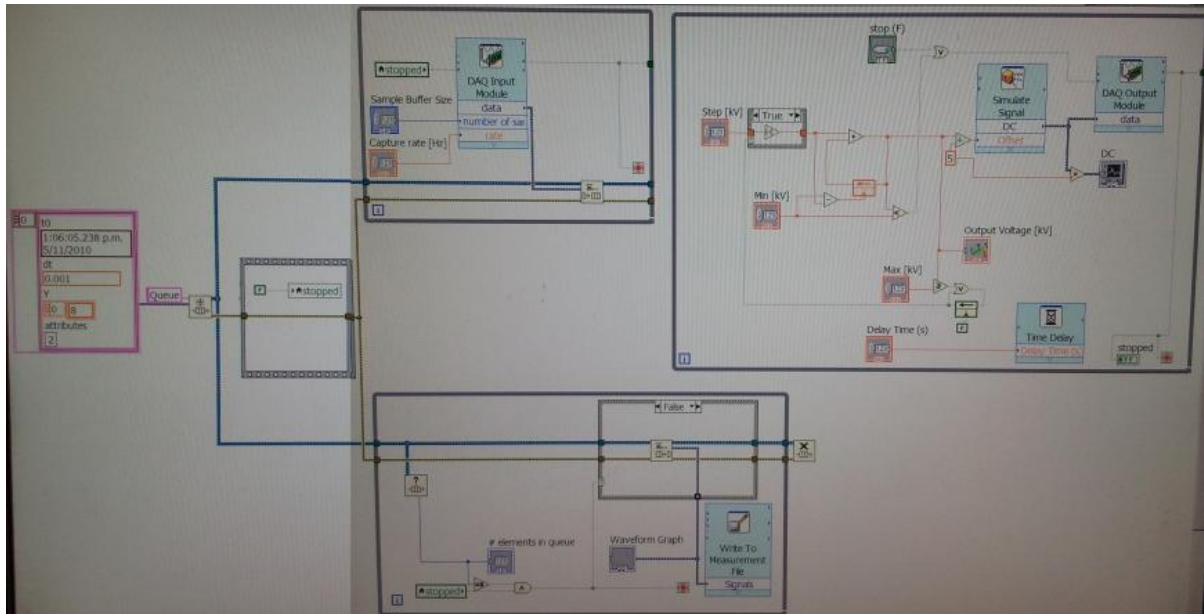 0
t0
1:06:05.238 p.m.
5/11/2010
dt
0.001
Y
0
8
attributes
2
Queue
F
stopped
stopped
DAQ Input
Module
data
number of sar
rate
Sample Buffer Size
Capture rate [Hz]
i
stop (F)
Step [kV]
True
Min [kV]
Max [kV]
Delay Time (s)
Simulate
Signal
DC
Offset
5
DAQ Output
Module
data
DC
Output Voltage [kV]
F
Time Delay
Delay Time (s)
stopped
TF
i
False
# elements in queue
stopped
Waveform Graph
Write To
Measurement
File
Signals
i